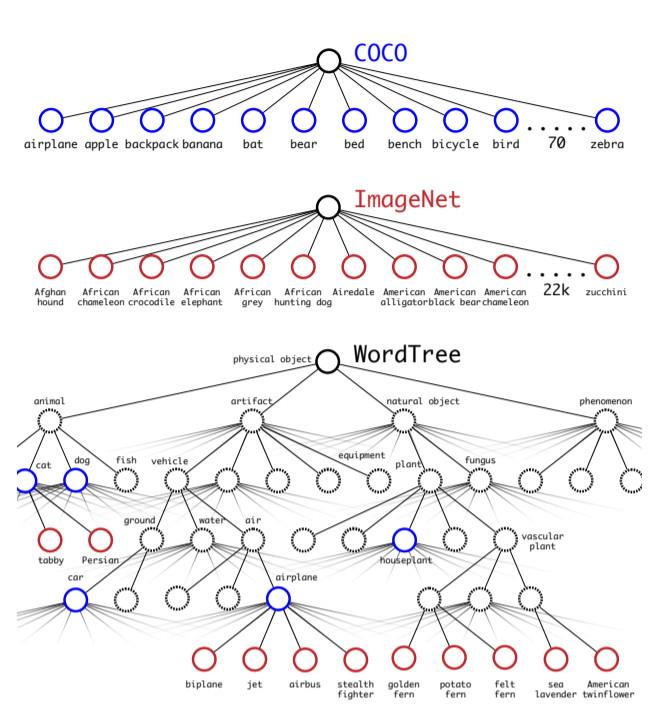 COCO
airplane apple backpack banana bat bear bed bench bicycle bird ..... 70 zebra
ImageNet
Afghan African African African African African Airedale American American American ..... 22k zucchini
hound chameleon crocodile elephant grey hunting dog alligator black bear chameleon
WordTree
physical object
animal artifact natural object phenomenon
cat dog fish vehicle equipment plant fungus
ground water air vascular
plant
tabby Persian houseplant
car airplane
biplane jet airbus stealth golden potato felt sea American
fighter fern fern fern lavender twinflower